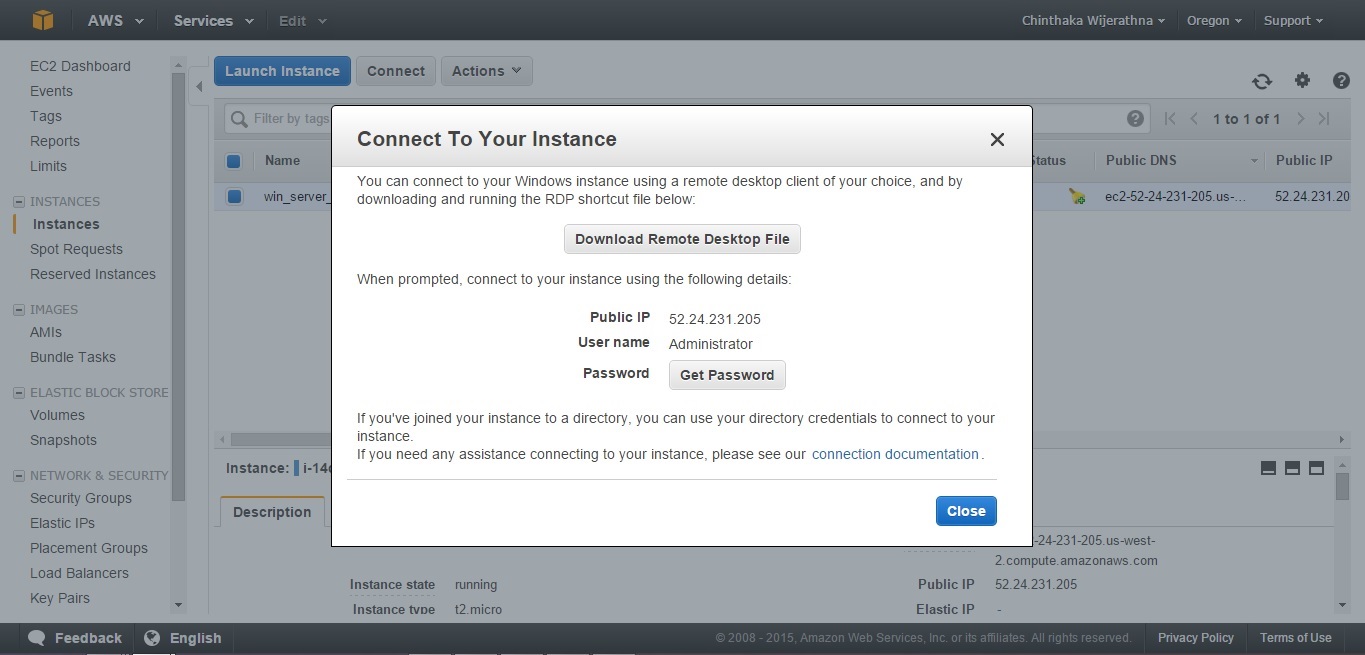 AWS Services Edit Chinthaka Wijerathna Oregon Support
EC2 Dashboard
Events
Tags
Reports
Limits
INSTANCES
Instances
Spot Requests
Reserved Instances
IMAGES
AMIs
Bundle Tasks
ELASTIC BLOCK STORE
Volumes
Snapshots
NETWORK & SECURITY
Security Groups
Elastic IPs
Placement Groups
Load Balancers
Key Pairs
Launch Instance Connect Actions
Filter by tags 1 to 1 of 1
Name Status Public DNS Public IP
win_server_ ec2-52-24-231-205.us-... 52.24.231.20
Connect To Your Instance
You can connect to your Windows instance using a remote desktop client of your choice, and by
downloading and running the RDP shortcut file below:
Download Remote Desktop File
When prompted, connect to your instance using the following details:
Public IP 52.24.231.205
User name Administrator
Password Get Password
If you've joined your instance to a directory, you can use your directory credentials to connect to your
instance.
If you need any assistance connecting to your instance, please see our connection documentation.
Close
Instance: i-14
Description
-24-231-205.us-west-
2.compute.amazonaws.com
Instance state running Public IP 52.24.231.205
Instance type t2.micro Elastic IP -
Feedback English © 2008 - 2015, Amazon Web Services, Inc. or its affiliates. All rights reserved. Privacy Policy Terms of Use